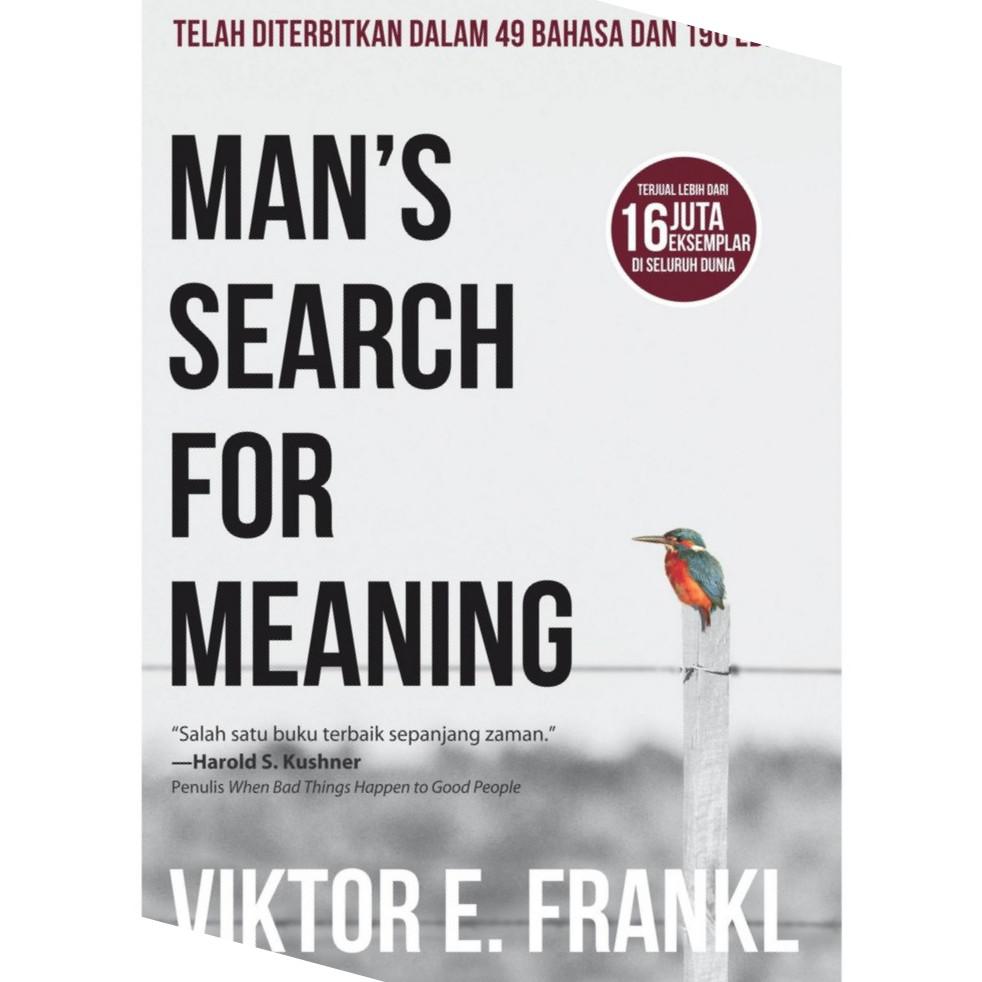 TELAH DITERBITKAN DALAM 49 BAHASA DAN
MAN'S
SEARCH
FOR
MEANING
TERJUAL LEBIH DARI
16 JUTA
EKSEMPLAR
DI SELURUH DUNIA
“Salah satu buku terbaik sepanjang zaman.”
—Harold S. Kushner
Penulis When Bad Things Happen to Good People
VIKTOR E. FRANKL